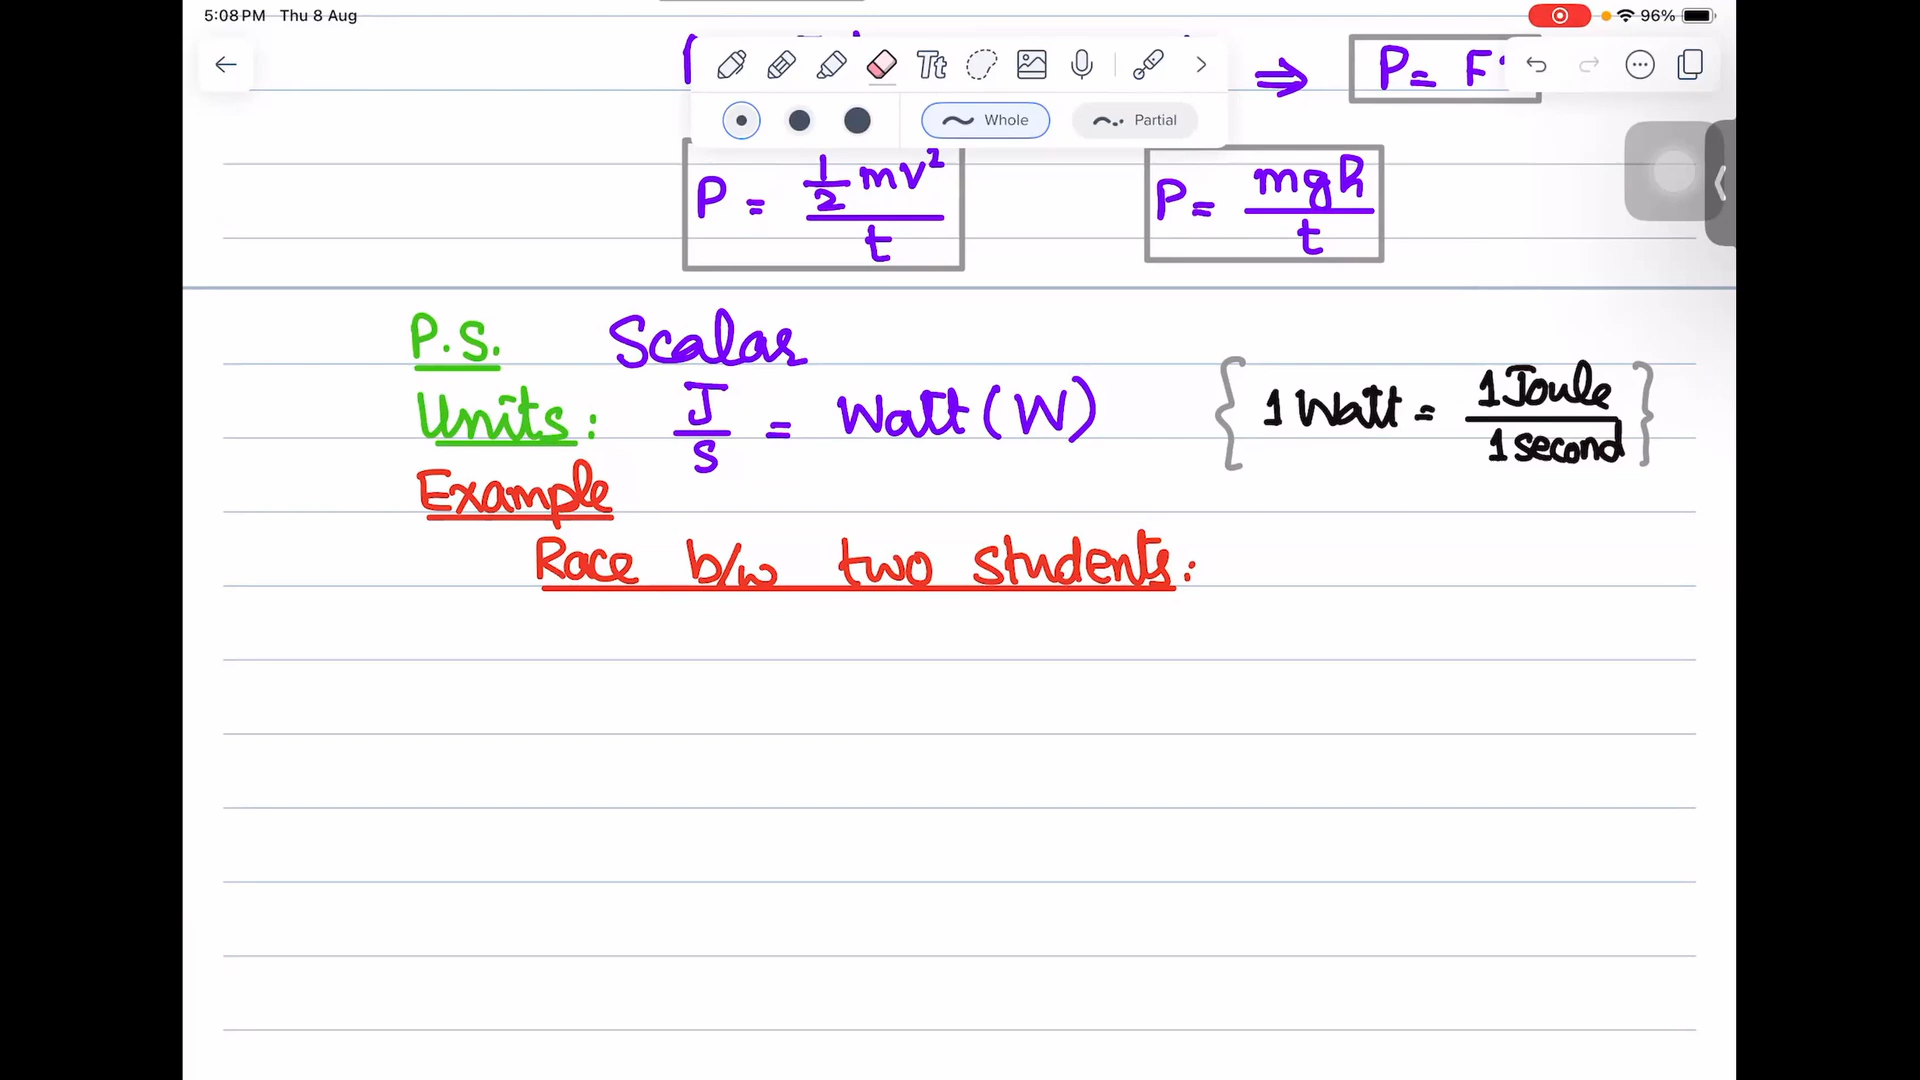 5:08 PM Thu 8 Aug 96%
P = F
Tt
Whole Partial
P = ½ mv² / t
P = mgh / t
P.S. Scalar
Units: J/s = Watt (W) { 1 Watt = 1 Joule / 1 second }
Example
Race b/w two students: